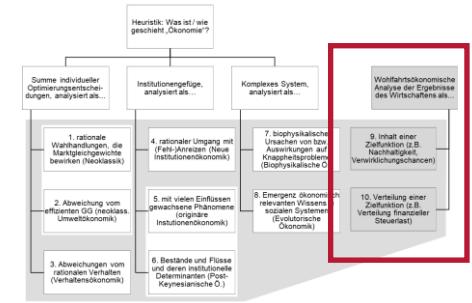 Heuristik: Was ist / wie
geschieht „Ökonomie“?
Summe individueller
Optimierungsentschei-
dungen, analysiert als...
Institutionengefüge,
analysiert als...
Komplexes System,
analysiert als...
Wohlfahrtsökonomische
Analyse der Ergebnisse
des Wirtschaftens als...
1. rationale
Wahlhandlungen, die
Marktgleichgewichte
bewirken (Neoklassik)
2. Abweichung vom
effizienten GG (neoklass.
Umweltökonomie)
3. Abweichungen vom
rationalen Verhalten
(Verhaltensökonomik)
4. rationaler Umgang mit
(Fehl-)Anreizen (Neue
Institutionenökonomik)
5. mit vielen Einflüssen
gewachsene Phänomene
(originäre
Instutionenökonomik)
6. Bestände und Flüsse
und deren institutionelle
Determinanten (Post-
Keynesianische Ö.)
7. biophysikalische
Ursachen von bzw.
Auswirkungen auf
Knappheitsprobleme
(Biophysikalische Ö.)
8. Emergenz ökonomisch
relevanten Wissens
sozialen Systemen
(Evolutorische
Ökonomik)
9. Inhalt einer
Zielfunktion (z.B.
Nachhaltigkeit,
Verwirklichungschancen)
10. Verteilung einer
Zielfunktion (z.B.
Verteilung finanzieller
Steuerlast)